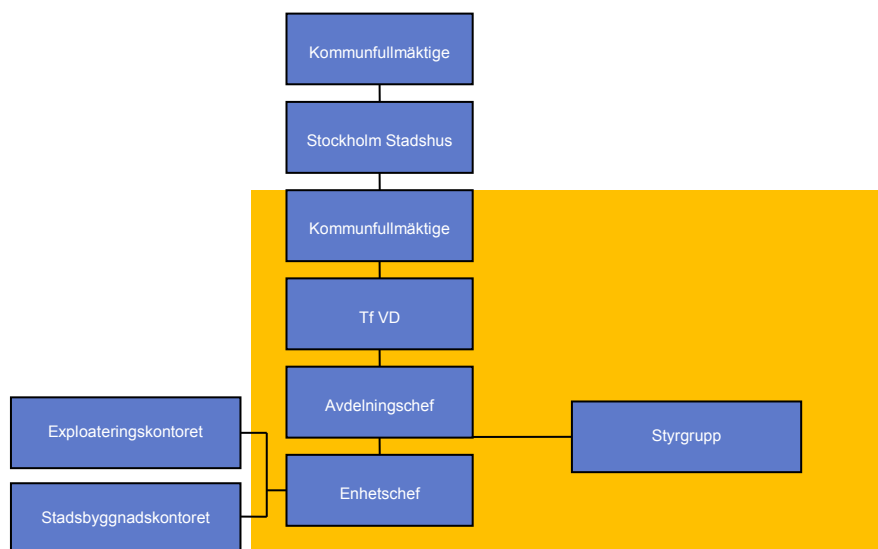 Kommunfullmäktige
Stockholm Stadshus
Kommunfullmäktige
Tf VD
Avdelningschef
Exploateringskontoret
Styrgrupp
Enhetschef
Stadsbyggnadskontoret